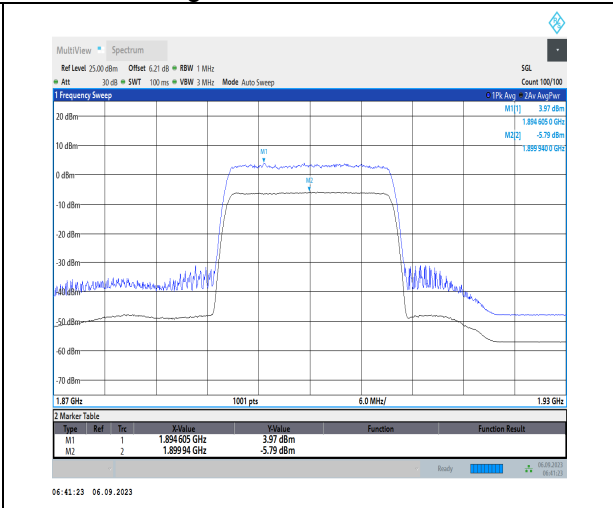 MultiView Spectrum
Ref Level 25.00 dBm Offset 6.21 dB RBW 1 MHz SGL
Att 30 dB SWT 100 ms VBW 3 MHz Mode Auto Sweep Count 100/100
1 Frequency Sweep 1Pk Avg 2Av AvgPwr
M1[1] 3.97 dBm
1.894 605 0 GHz
M2[2] -5.79 dBm
1.899 940 0 GHz
20 dBm
10 dBm
M1
0 dBm
M2
-10 dBm
-20 dBm
-30 dBm
-40 dBm
-50 dBm
-60 dBm
-70 dBm
1.87 GHz 1001 pts 6.0 MHz/ 1.93 GHz
2 Marker Table
Type Ref Trc X-Value Y-Value Function Function Result
M1 1 1.894 605 GHz 3.97 dBm
M2 2 1.899 94 GHz -5.79 dBm
Ready 06.09.2023
06:41:23
06:41:23 06.09.2023